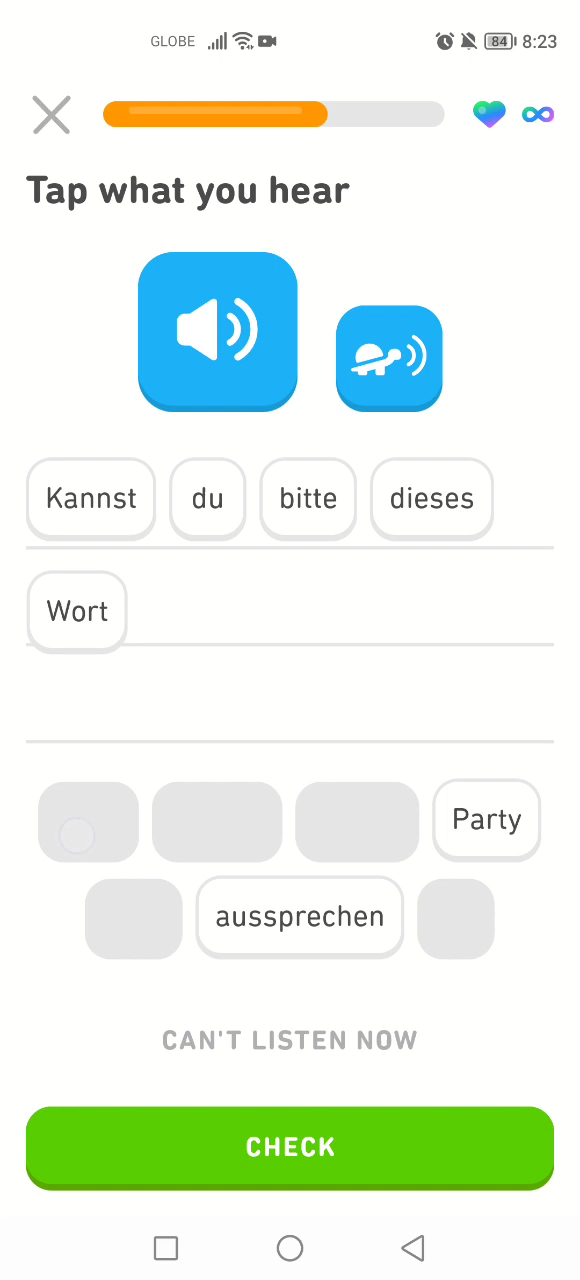 GLOBE 84 8:23
Tap what you hear
Kannst du bitte dieses
Wort
Party
aussprechen
CAN'T LISTEN NOW
CHECK